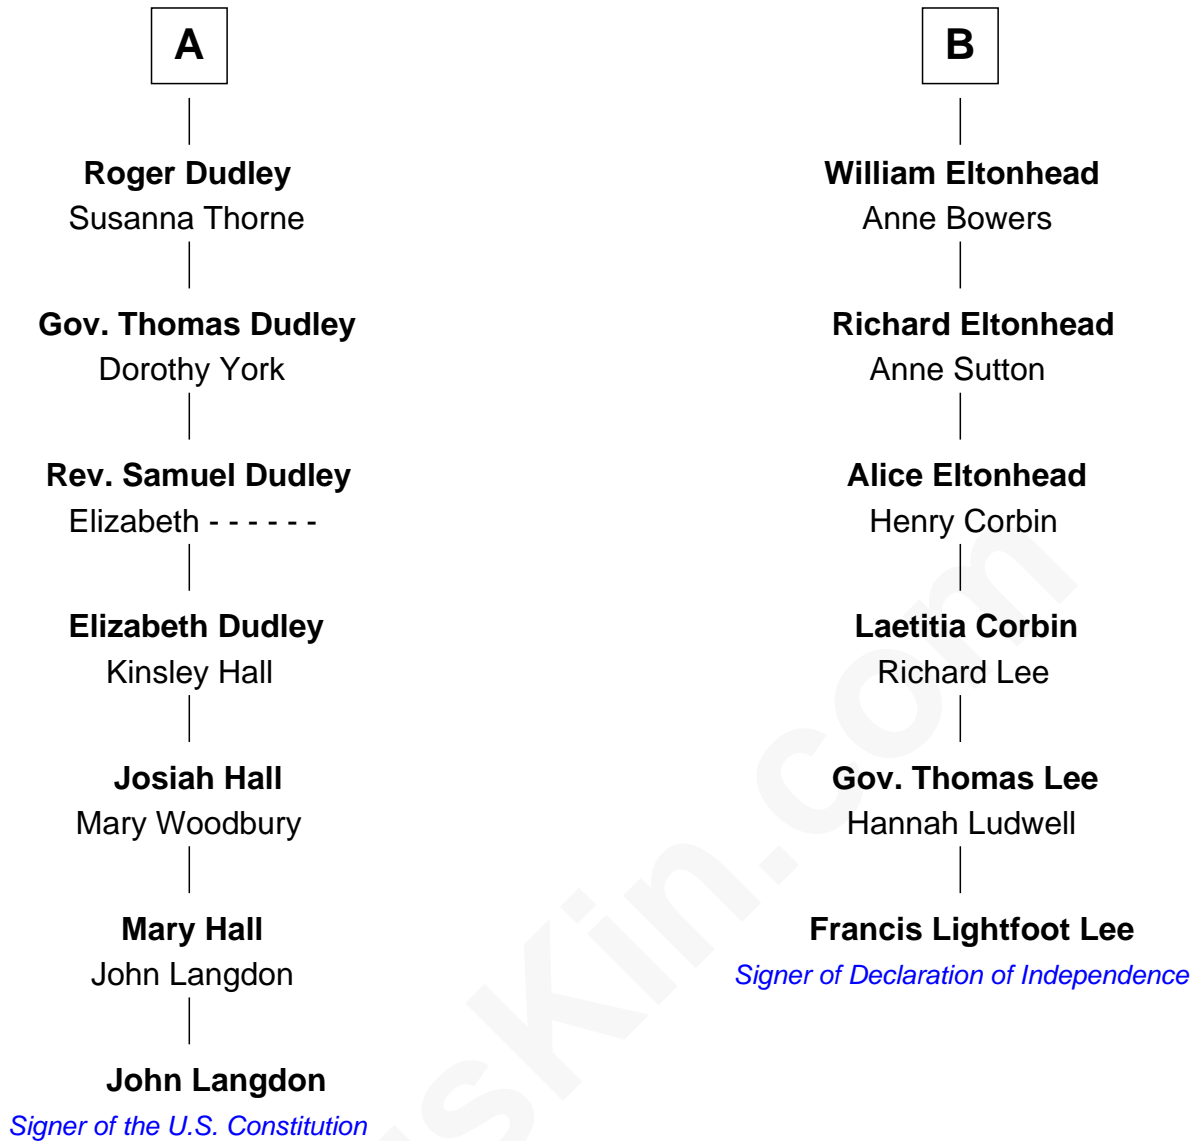 A
Roger Dudley
Susanna Thorne
Gov. Thomas Dudley
Dorothy York
Rev. Samuel Dudley
Elizabeth - - - - - -
Elizabeth Dudley
Kinsley Hall
Josiah Hall
Mary Woodbury
Mary Hall
John Langdon
John Langdon
Signer of the U.S. Constitution
B
William Eltonhead
Anne Bowers
Richard Eltonhead
Anne Sutton
Alice Eltonhead
Henry Corbin
Laetitia Corbin
Richard Lee
Gov. Thomas Lee
Hannah Ludwell
Francis Lightfoot Lee
Signer of Declaration of Independence
usKin.com